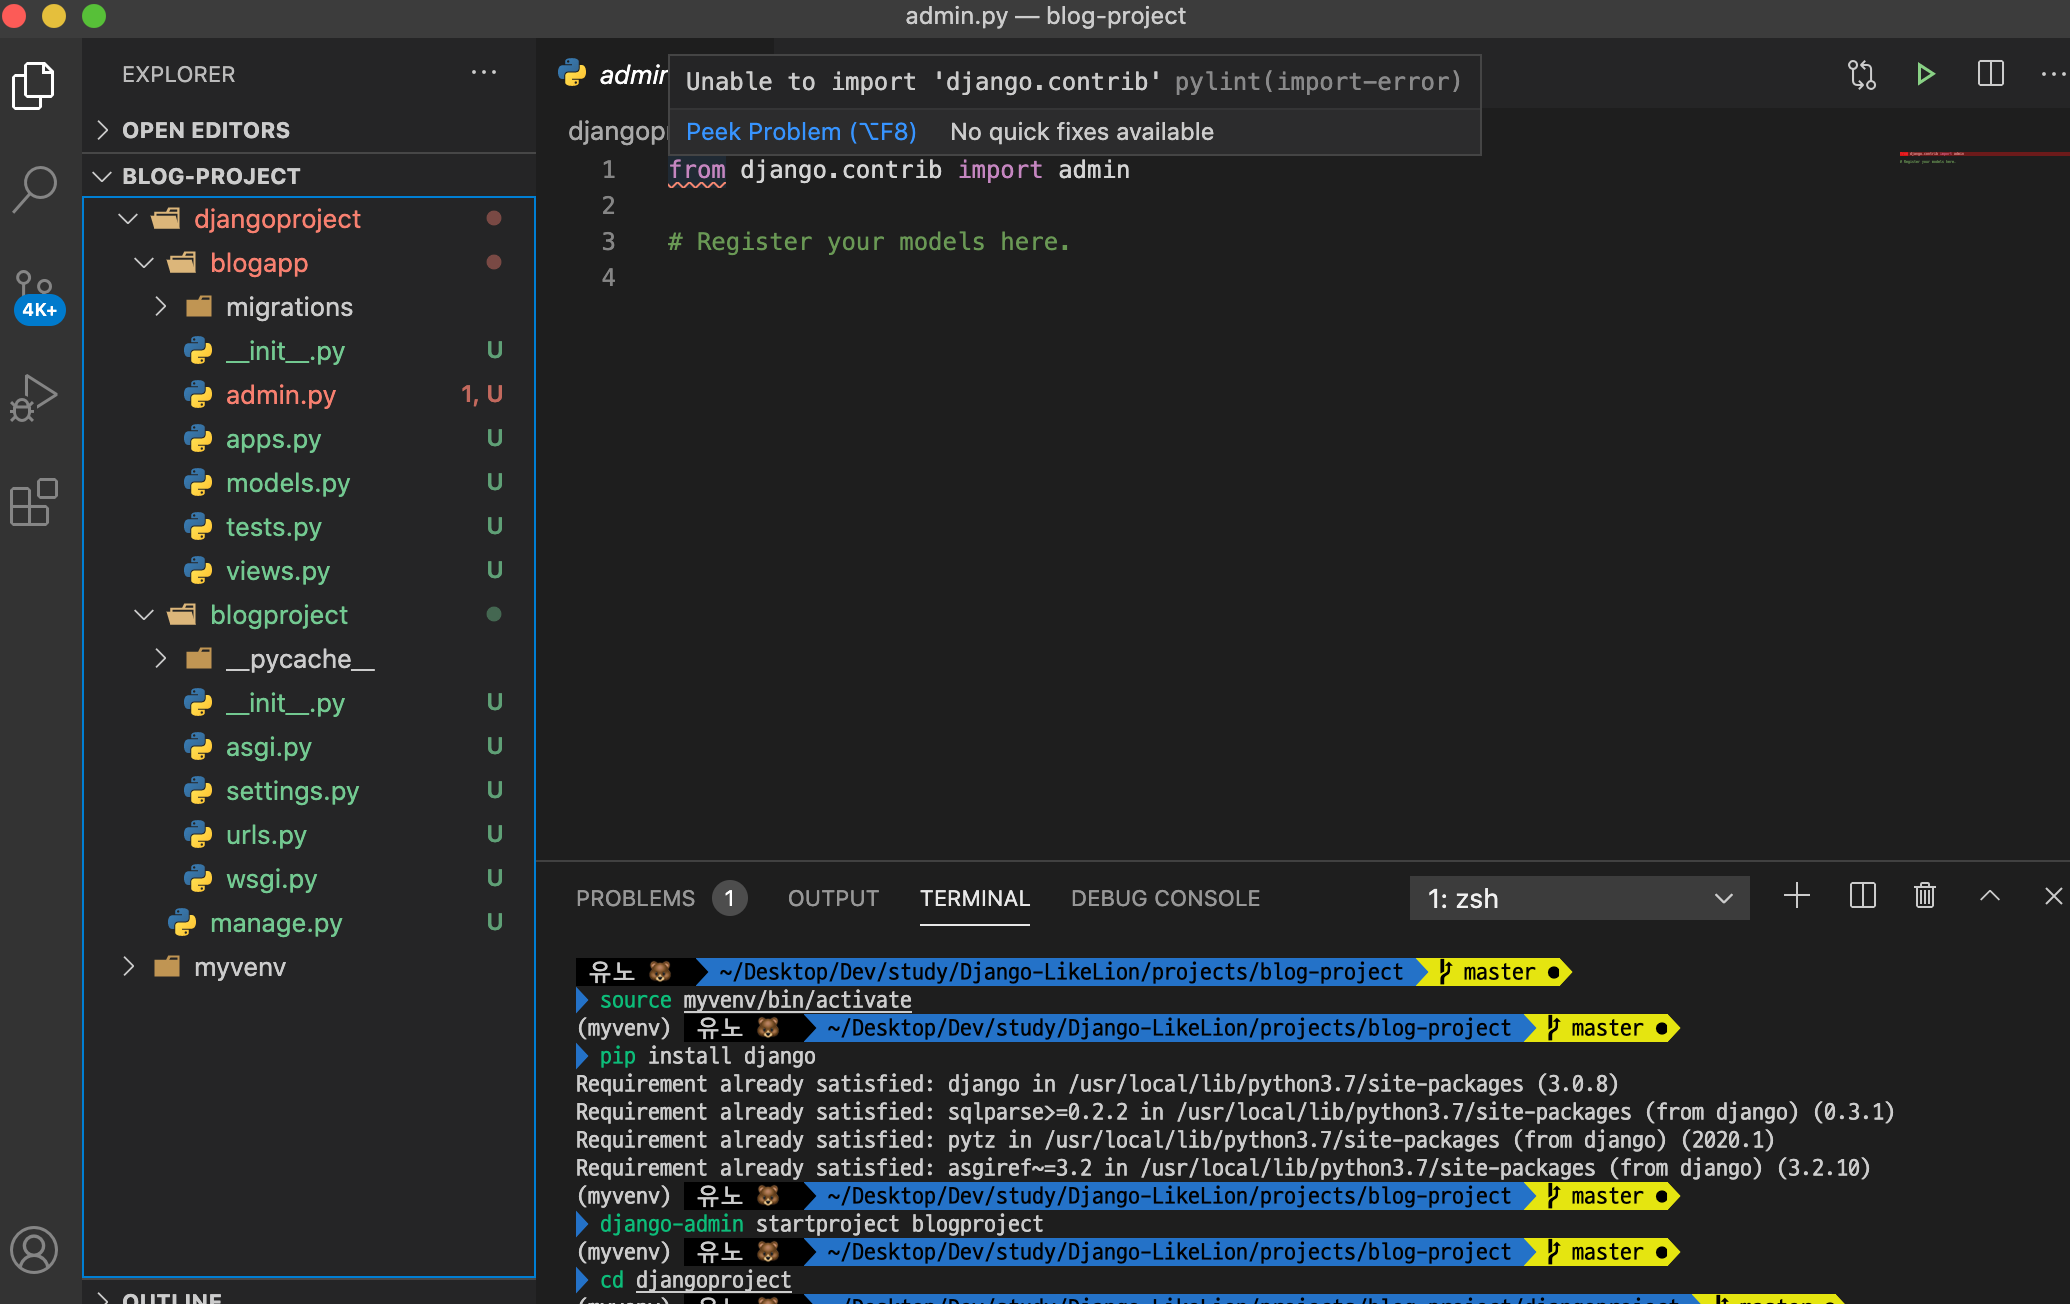 admin.py — blog-project
EXPLORER
OPEN EDITORS
BLOG-PROJECT
djangoproject
blogapp
migrations
__init__.py U
admin.py 1, U
apps.py U
models.py U
tests.py U
views.py U
blogproject
__pycache__
__init__.py U
asgi.py U
settings.py U
urls.py U
wsgi.py U
manage.py U
myvenv
OUTLINE
4K+
admin
Unable to import 'django.contrib' pylint(import-error)
Peek Problem (⌥F8) No quick fixes available
djangop
1 from django.contrib import admin
2
3 # Register your models here.
4
PROBLEMS 1 OUTPUT TERMINAL DEBUG CONSOLE 1: zsh
유노 🐻 ~/Desktop/Dev/study/Django-LikeLion/projects/blog-project master ●
source myvenv/bin/activate
(myvenv) 유노 🐻 ~/Desktop/Dev/study/Django-LikeLion/projects/blog-project master ●
pip install django
Requirement already satisfied: django in /usr/local/lib/python3.7/site-packages (3.0.8)
Requirement already satisfied: sqlparse>=0.2.2 in /usr/local/lib/python3.7/site-packages (from django) (0.3.1)
Requirement already satisfied: pytz in /usr/local/lib/python3.7/site-packages (from django) (2020.1)
Requirement already satisfied: asgiref~=3.2 in /usr/local/lib/python3.7/site-packages (from django) (3.2.10)
(myvenv) 유노 🐻 ~/Desktop/Dev/study/Django-LikeLion/projects/blog-project master ●
django-admin startproject blogproject
(myvenv) 유노 🐻 ~/Desktop/Dev/study/Django-LikeLion/projects/blog-project master ●
cd djangoproject